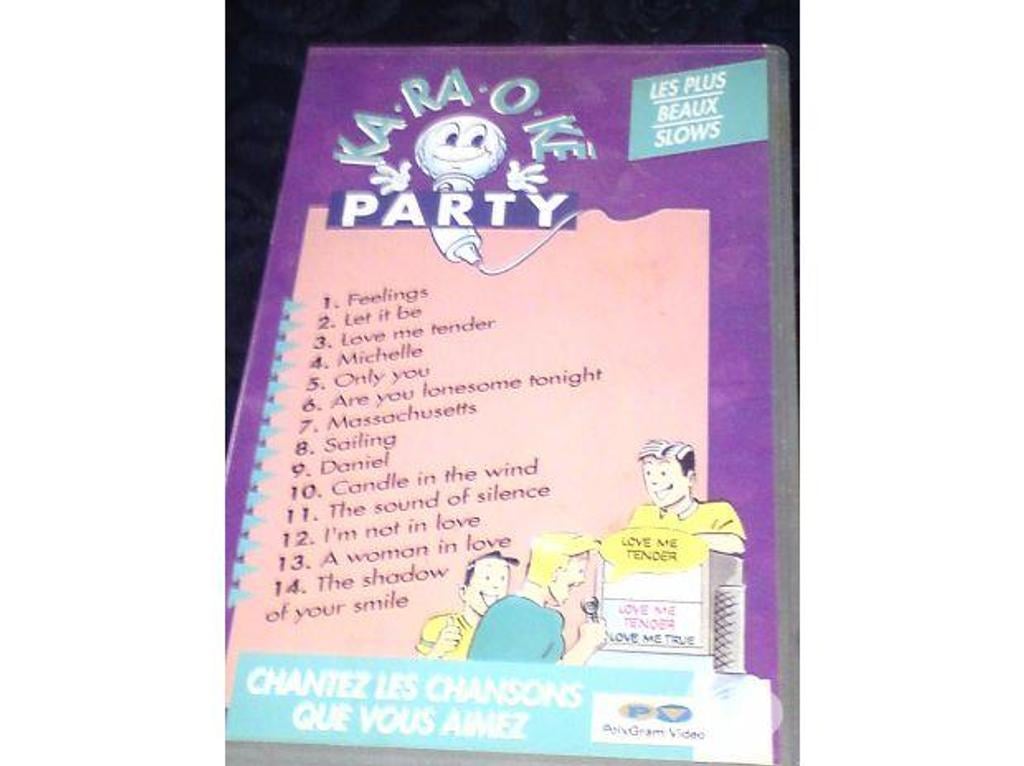 KA·RA·O·KÉ
PARTY
LES PLUS
BEAUX
SLOWS
1. Feelings
2. Let it be
3. Love me tender
4. Michelle
5. Only you
6. Are you lonesome tonight
7. Massachusetts
8. Sailing
9. Daniel
10. Candle in the wind
11. The sound of silence
12. I'm not in love
13. A woman in love
14. The shadow
of your smile
LOVE ME
TENDER
LOVE ME
TENDER
LOVE ME TRUE
CHANTEZ LES CHANSONS
QUE VOUS AIMEZ
PV
PolyGram Video